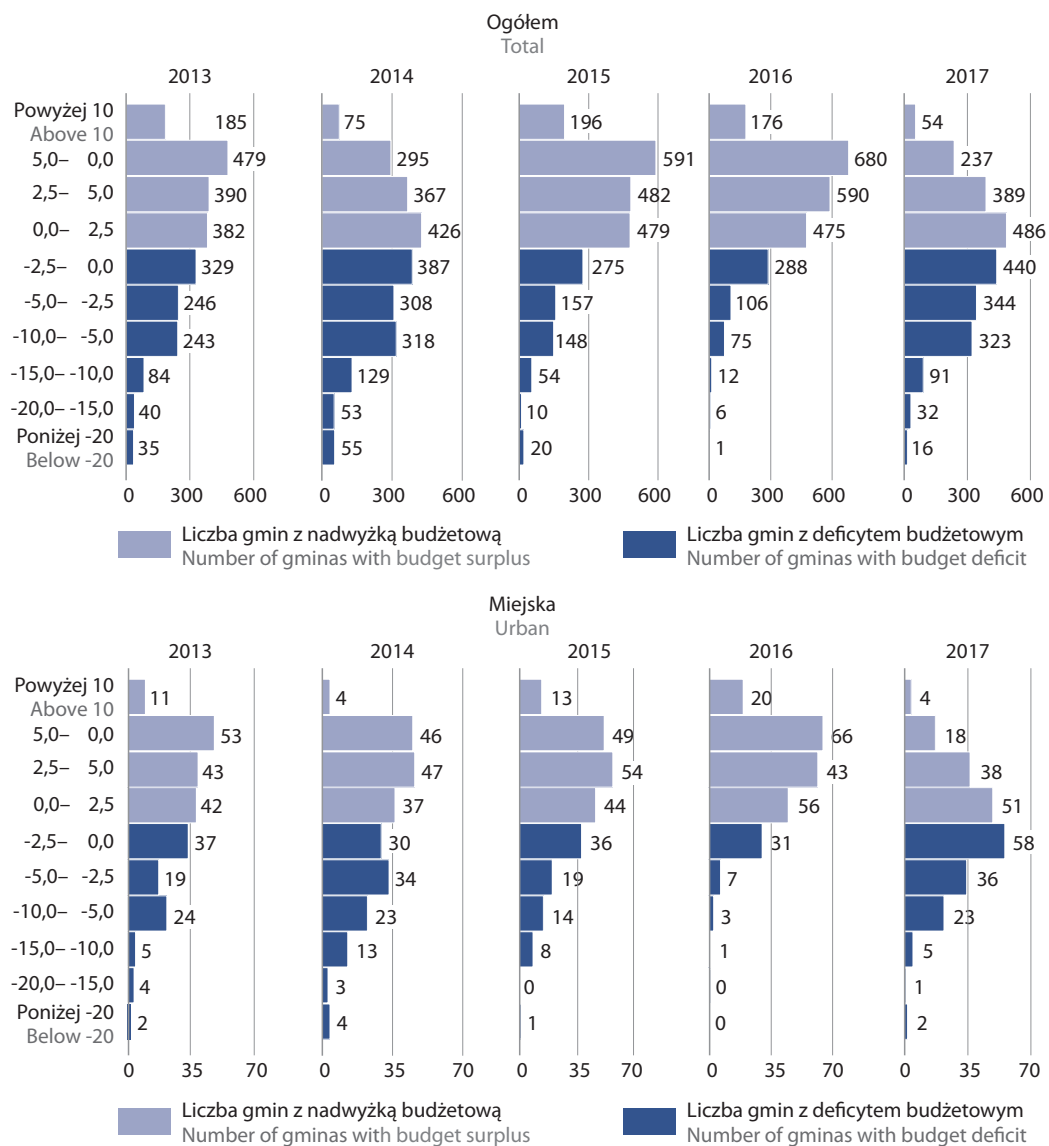 Ogółem
Total
2013 2014 2015 2016 2017
Powyżej 10 185 75 196 176 54
Above 10
5,0– 0,0 479 295 591 680 237
2,5– 5,0 390 367 482 590 389
0,0– 2,5 382 426 479 475 486
-2,5– 0,0 329 387 275 288 440
-5,0– -2,5 246 308 157 106 344
-10,0– -5,0 243 318 148 75 323
-15,0– -10,0 84 129 54 12 91
-20,0– -15,0 40 53 10 6 32
Poniżej -20 35 55 20 1 16
Below -20
0 300 600 0 300 600 0 300 600 0 300 600 0 300 600
Liczba gmin z nadwyżką budżetową Liczba gmin z deficytem budżetowym
Number of gminas with budget surplus Number of gminas with budget deficit
Miejska
Urban
2013 2014 2015 2016 2017
Powyżej 10 11 4 13 20 4
Above 10
5,0– 0,0 53 46 49 66 18
2,5– 5,0 43 47 54 43 38
0,0– 2,5 42 37 44 56 51
-2,5– 0,0 37 30 36 31 58
-5,0– -2,5 19 34 19 7 36
-10,0– -5,0 24 23 14 3 23
-15,0– -10,0 5 13 8 1 5
-20,0– -15,0 4 3 0 0 1
Poniżej -20 2 4 1 0 2
Below -20
0 35 70 0 35 70 0 35 70 0 35 70 0 35 70
Liczba gmin z nadwyżką budżetową Liczba gmin z deficytem budżetowym
Number of gminas with budget surplus Number of gminas with budget deficit